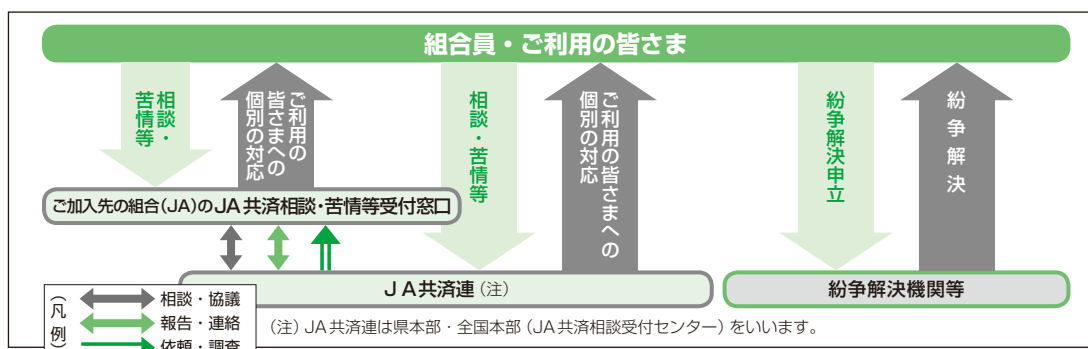 組合員・ご利用の皆さま
相談・
苦情等
ご利用の
皆さまへの
個別の対応
相談・苦情等
ご利用の皆さまへの
個別の対応
紛争解決申立
紛争解決
ご加入先の組合(JA)のJA共済相談・苦情等受付窓口
JA共済連(注)
紛争解決機関等
(凡例)
相談・協議
報告・連絡
依頼・調査
(注)JA共済連は県本部・全国本部(JA共済相談受付センター)をいいます。